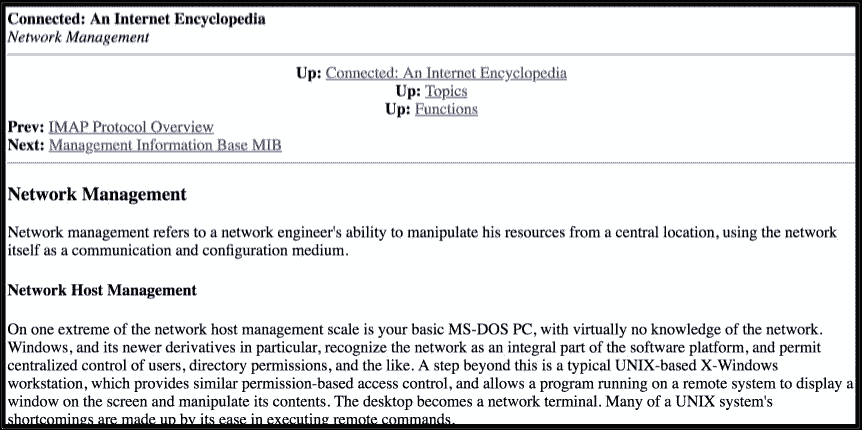 Connected: An Internet Encyclopedia
Network Management
Up: Connected: An Internet Encyclopedia
Up: Topics
Up: Functions
Prev: IMAP Protocol Overview
Next: Management Information Base MIB
Network Management
Network management refers to a network engineer's ability to manipulate his resources from a central location, using the network
itself as a communication and configuration medium.
Network Host Management
On one extreme of the network host management scale is your basic MS-DOS PC, with virtually no knowledge of the network.
Windows, and its newer derivatives in particular, recognize the network as an integral part of the software platform, and permit
centralized control of users, directory permissions, and the like. A step beyond this is a typical UNIX-based X-Windows
workstation, which provides similar permission-based access control, and allows a program running on a remote system to display a
window on the screen and manipulate its contents. The desktop becomes a network terminal. Many of a UNIX system's
shortcomings are made up by its ease in executing remote commands.